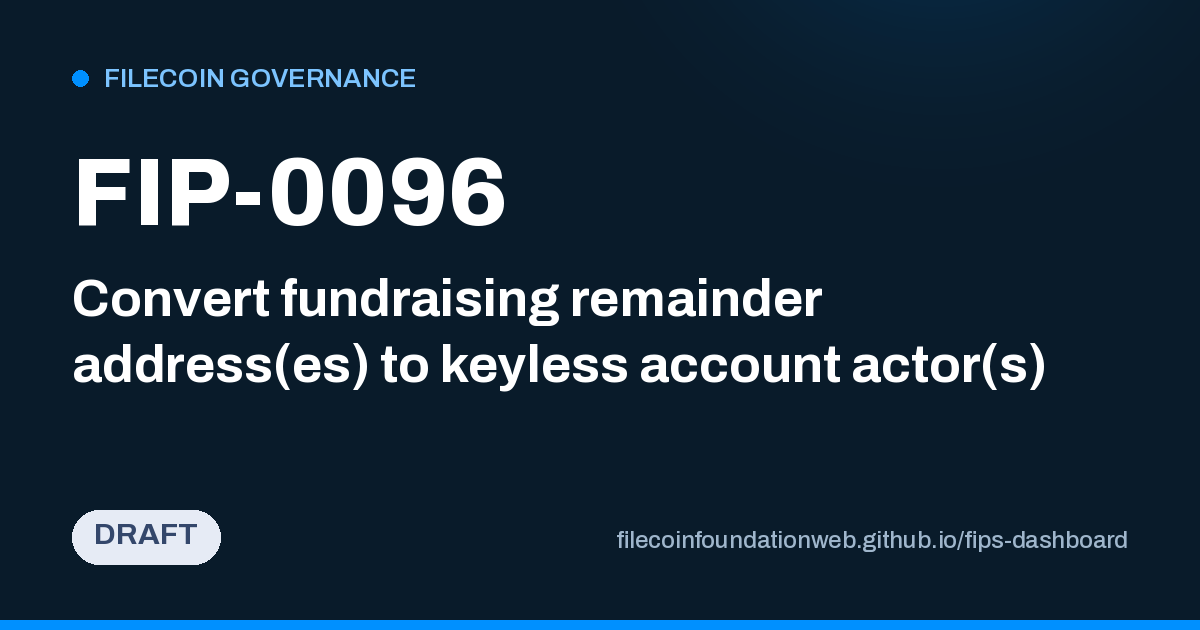 FILECOIN GOVERNANCE
FIP-0096
Convert fundraising remainder
address(es) to keyless account actor(s)
DRAFT
filecoinfoundationweb.github.io/fips-dashboard